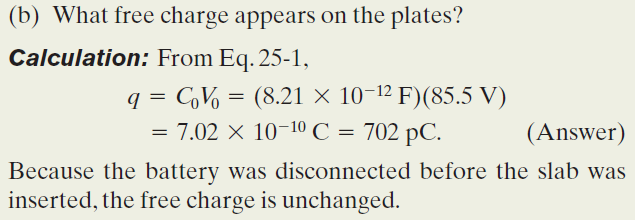 (b) What free charge appears on the plates?
Calculation: From Eq. 25-1,
q = C₀V₀ = (8.21 × 10⁻¹² F)(85.5 V)
= 7.02 × 10⁻¹⁰ C = 702 pC. (Answer)
Because the battery was disconnected before the slab was
inserted, the free charge is unchanged.